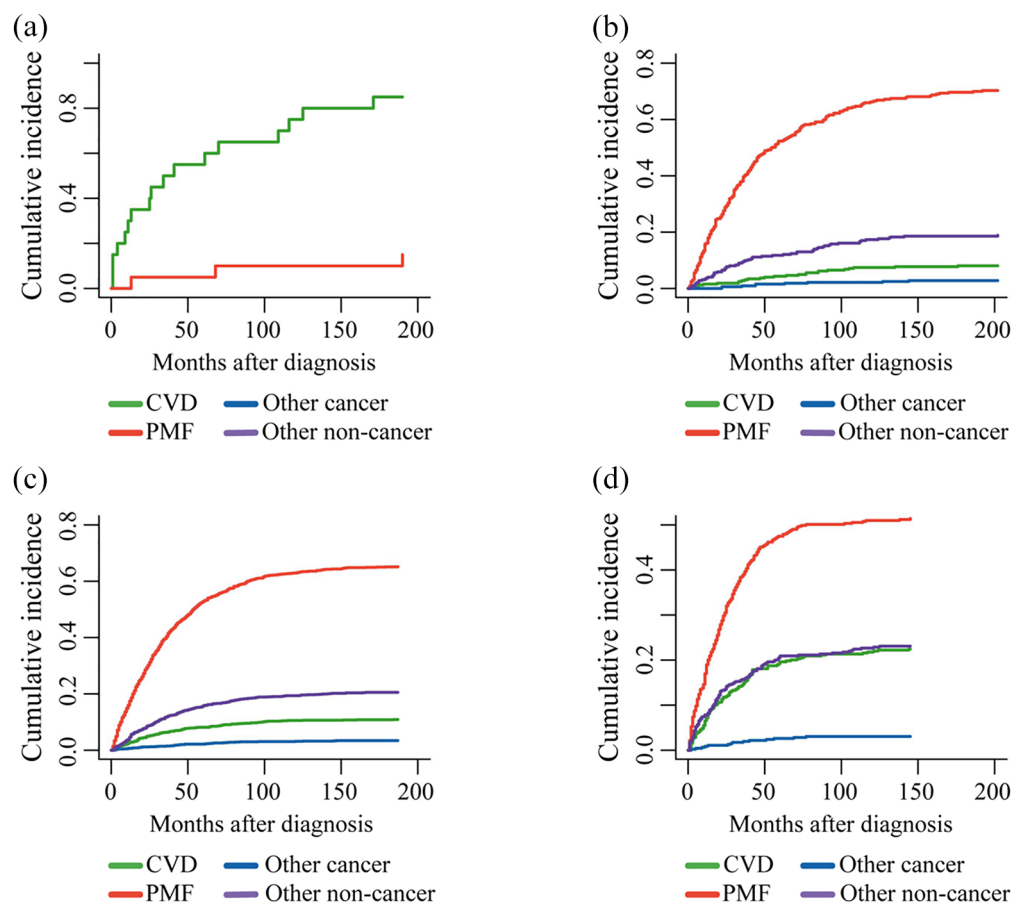 (a)
Cumulative incidence
0.8
0.4
0.0
0 50 100 150 200
Months after diagnosis
CVD Other cancer
PMF Other non-cancer
(b)
Cumulative incidence
0.8
0.6
0.4
0.2
0.0
0 50 100 150 200
Months after diagnosis
CVD Other cancer
PMF Other non-cancer
(c)
Cumulative incidence
0.8
0.6
0.4
0.2
0.0
0 50 100 150 200
Months after diagnosis
CVD Other cancer
PMF Other non-cancer
(d)
Cumulative incidence
0.4
0.2
0.0
0 50 100 150 200
Months after diagnosis
CVD Other cancer
PMF Other non-cancer